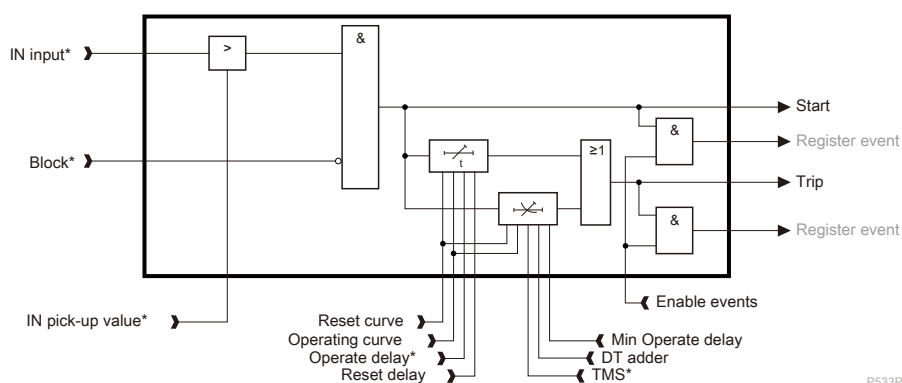 IN input*
>
&
Block*
Start
&
Register event
t
≥1
Trip
&
Register event
Enable events
IN pick-up value*
Reset curve
Operating curve
Operate delay*
Reset delay
Min Operate delay
DT adder
TMS*
P533P